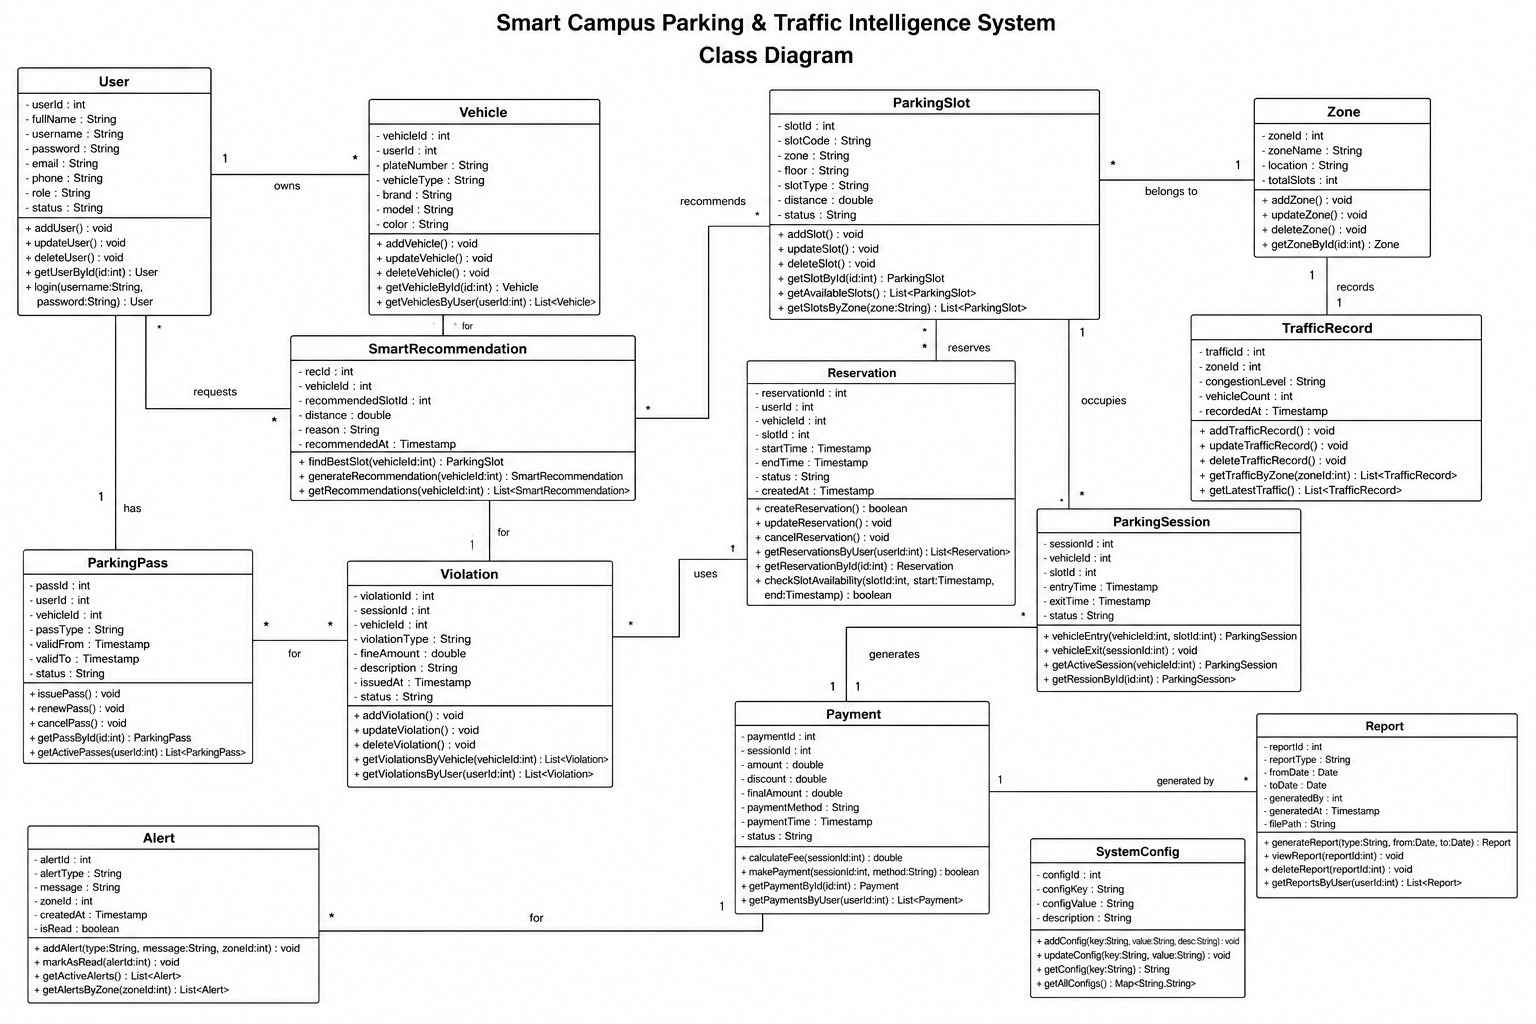 Smart Campus Parking & Traffic Intelligence System
Class Diagram
User
- userId : int
- fullName : String
- username : String
- password : String
- email : String
- phone : String
- role : String
- status : String
+ addUser() : void
+ updateUser() : void
+ deleteUser() : void
+ getUserById(id:int) : User
+ login(username:String,
password:String) : User
1
*
owns
Vehicle
- vehicleId : int
- userId : int
- plateNumber : String
- vehicleType : String
- brand : String
- model : String
- color : String
+ addVehicle() : void
+ updateVehicle() : void
+ deleteVehicle() : void
+ getVehicleById(id:int) : Vehicle
+ getVehiclesByUser(userId:int) : List<Vehicle>
recommends
*
ParkingSlot
- slotId : int
- slotCode : String
- zone : String
- floor : String
- slotType : String
- distance : double
- status : String
+ addSlot() : void
+ updateSlot() : void
+ deleteSlot() : void
+ getSlotById(id:int) : ParkingSlot
+ getAvailableSlots() : List<ParkingSlot>
+ getSlotsByZone(zone:String) : List<ParkingSlot>
*
1
belongs to
Zone
- zoneId : int
- zoneName : String
- location : String
- totalSlots : int
+ addZone() : void
+ updateZone() : void
+ deleteZone() : void
+ getZoneById(id:int) : Zone
1
records
1
TrafficRecord
- trafficId : int
- zoneId : int
- congestionLevel : String
- vehicleCount : int
- recordedAt : Timestamp
+ addTrafficRecord() : void
+ updateTrafficRecord() : void
+ deleteTrafficRecord() : void
+ getTrafficByZone(zoneId:int) : List<TrafficRecord>
+ getLatestTraffic() : List<TrafficRecord>
*
requests
*
* for
SmartRecommendation
- recId : int
- vehicleId : int
- recommendedSlotId : int
- distance : double
- reason : String
- recommendedAt : Timestamp
+ findBestSlot(vehicleId:int) : ParkingSlot
+ generateRecommendation(vehicleId:int) : SmartRecommendation
+ getRecommendations(vehicleId:int) : List<SmartRecommendation>
*
*
*
reserves
Reservation
- reservationId : int
- userId : int
- vehicleId : int
- slotId : int
- startTime : Timestamp
- endTime : Timestamp
- status : String
- createdAt : Timestamp
+ createReservation() : boolean
+ updateReservation() : void
+ cancelReservation() : void
+ getReservationsByUser(userId:int) : List<Reservation>
+ getReservationById(id:int) : Reservation
+ checkSlotAvailability(slotId:int, start:Timestamp,
end:Timestamp) : boolean
1
occupies
*
*
ParkingSession
- sessionId : int
- vehicleId : int
- slotId : int
- entryTime : Timestamp
- exitTime : Timestamp
- status : String
+ vehicleEntry(vehicleId:int, slotId:int) : ParkingSession
+ vehicleExit(sessionId:int) : void
+ getActiveSession(vehicleId:int) : ParkingSession
+ getRessionById(id:int) : ParkingSession>
1
has
ParkingPass
- passId : int
- userId : int
- vehicleId : int
- passType : String
- validFrom : Timestamp
- validTo : Timestamp
- status : String
+ issuePass() : void
+ renewPass() : void
+ cancelPass() : void
+ getPassById(id:int) : ParkingPass
+ getActivePasses(userId:int) : List<ParkingPass>
*
*
for
for
1
Violation
- violationId : int
- sessionId : int
- vehicleId : int
- violationType : String
- fineAmount : double
- description : String
- issuedAt : Timestamp
- status : String
+ addViolation() : void
+ updateViolation() : void
+ deleteViolation() : void
+ getViolationsByVehicle(vehicleId:int) : List<Violation>
+ getViolationsByUser(userId:int) : List<Violation>
1
uses
*
*
generates
1
1
Payment
- paymentId : int
- sessionId : int
- amount : double
- discount : double
- finalAmount : double
- paymentMethod : String
- paymentTime : Timestamp
- status : String
+ calculateFee(sessionId:int) : double
+ makePayment(sessionId:int, method:String) : boolean
+ getPaymentById(id:int) : Payment
+ getPaymentsByUser(userId:int) : List<Payment>
1
generated by
*
Report
- reportId : int
- reportType : String
- fromDate : Date
- toDate : Date
- generatedBy : int
- generatedAt : Timestamp
- filePath : String
+ generateReport(type:String, from:Date, to:Date) : Report
+ viewReport(reportId:int) : void
+ deleteReport(reportId:int) : void
+ getReportsByUser(userId:int) : List<Report>
Alert
- alertId : int
- alertType : String
- message : String
- zoneId : int
- createdAt : Timestamp
- isRead : boolean
+ addAlert(type:String, message:String, zoneId:int) : void
+ markAsRead(alertId:int) : void
+ getActiveAlerts() : List<Alert>
+ getAlertsByZone(zoneId:int) : List<Alert>
*
for
1
SystemConfig
- configId : int
- configKey : String
- configValue : String
- description : String
+ addConfig(key:String, value:String, desc:String) : void
+ updateConfig(key:String, value:String) : void
+ getConfig(key:String) : String
+ getAllConfigs() : Map<String.String>